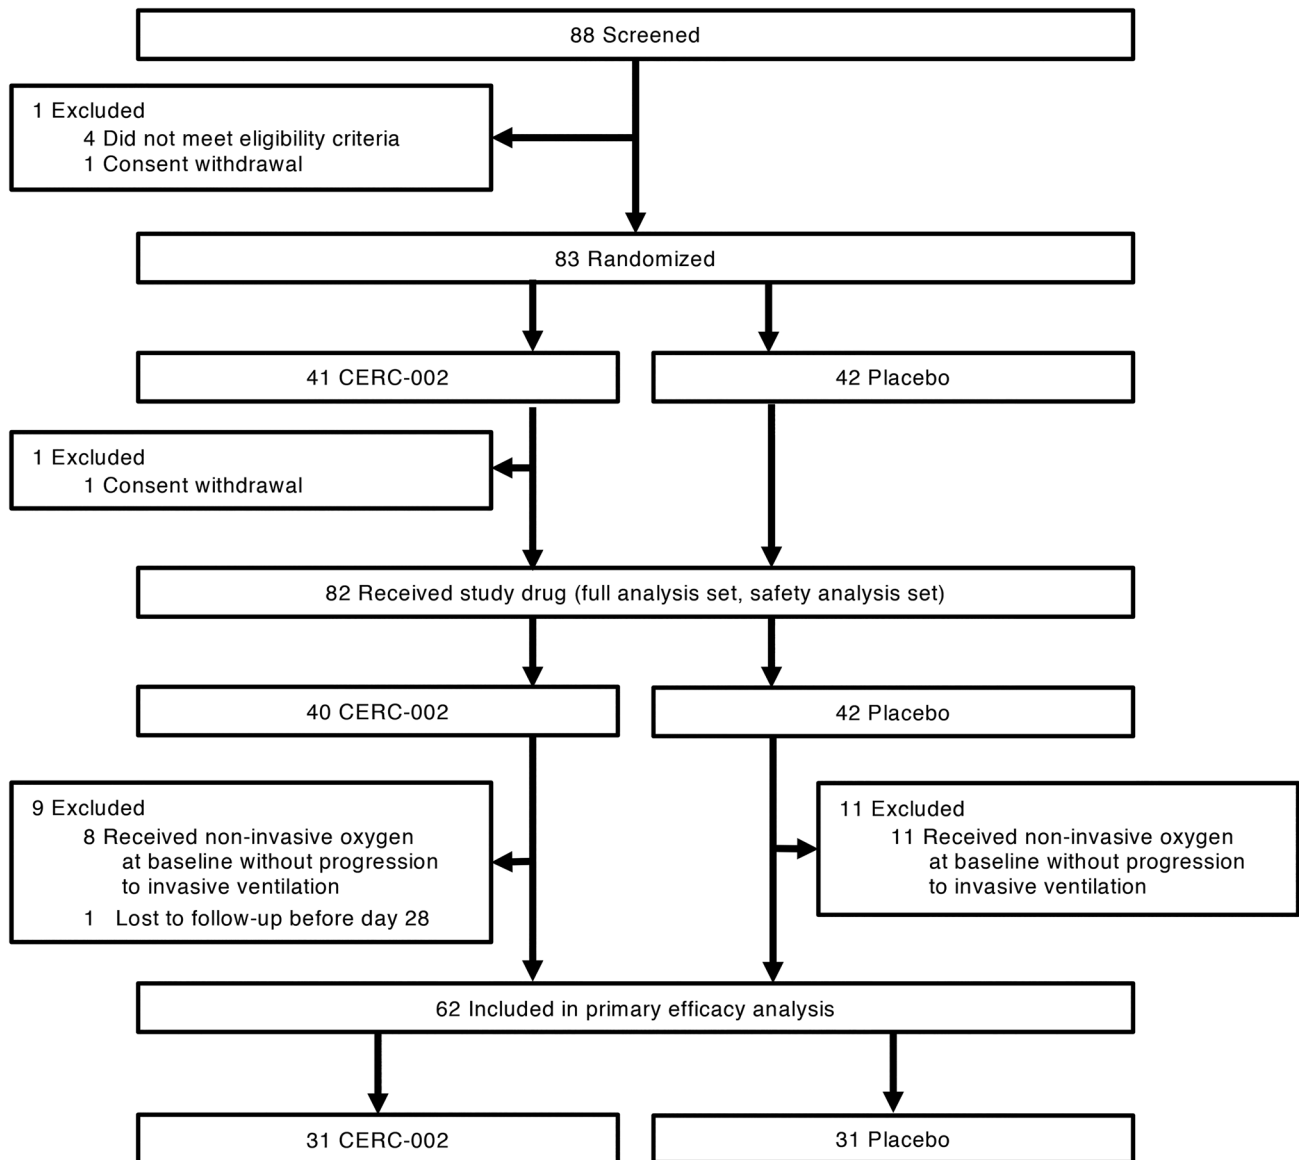 88 Screened
1 Excluded
4 Did not meet eligibility criteria
1 Consent withdrawal
83 Randomized
41 CERC-002
42 Placebo
1 Excluded
1 Consent withdrawal
82 Received study drug (full analysis set, safety analysis set)
40 CERC-002
42 Placebo
9 Excluded
8 Received non-invasive oxygen
at baseline without progression
to invasive ventilation
1 Lost to follow-up before day 28
11 Excluded
11 Received non-invasive oxygen
at baseline without progression
to invasive ventilation
62 Included in primary efficacy analysis
31 CERC-002
31 Placebo